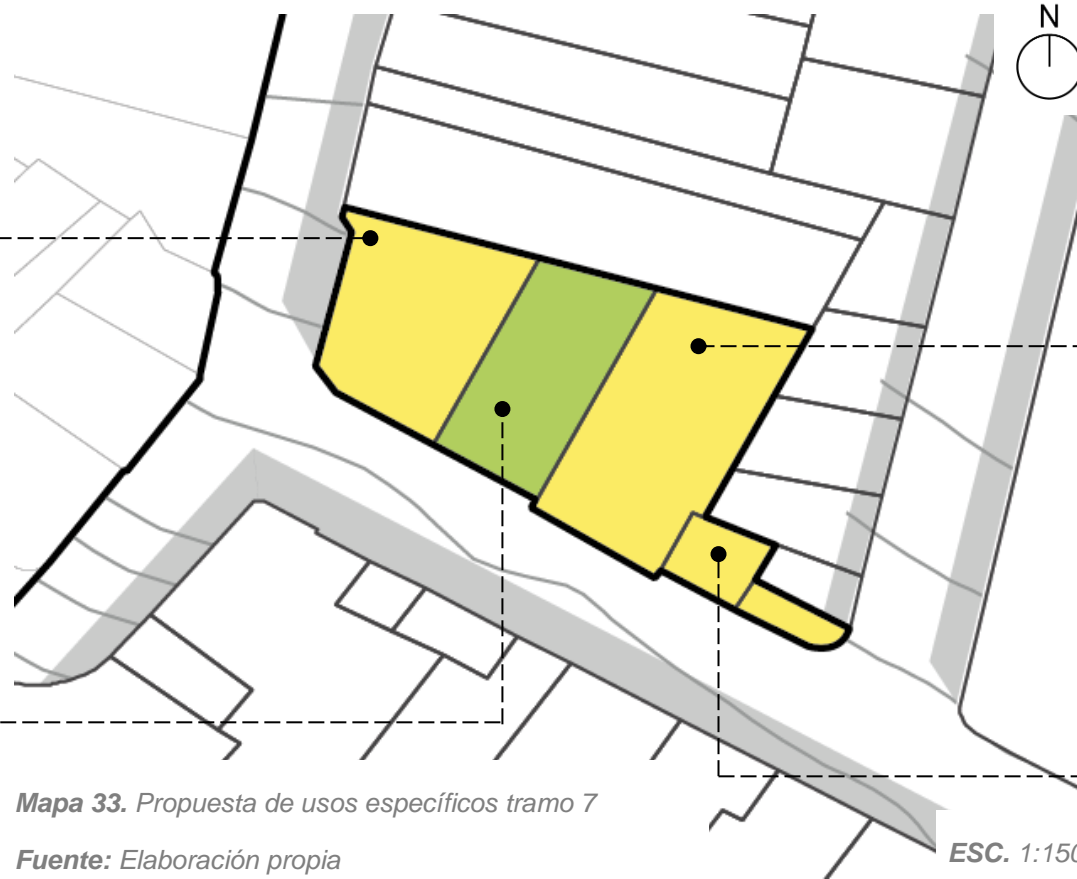 N
Mapa 33. Propuesta de usos específicos tramo 7
Fuente: Elaboración propia
ESC. 1:150